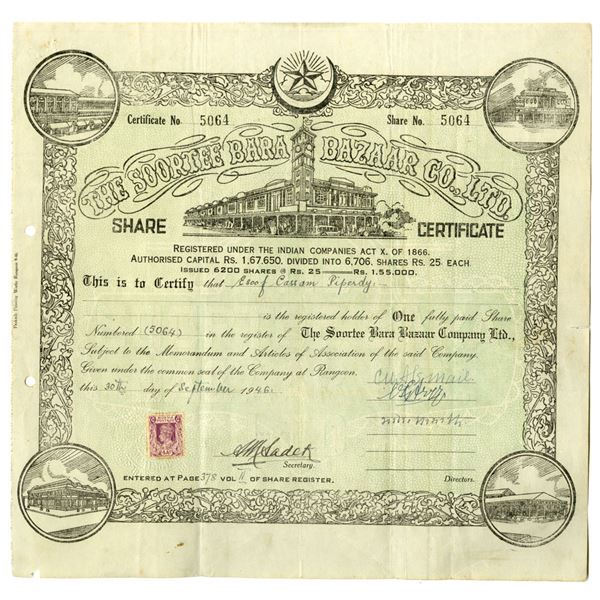 Certificate No. 5064 Share No. 5064
THE SOORTEE BARA BAZAAR CO., LTD.
SHARE CERTIFICATE
REGISTERED UNDER THE INDIAN COMPANIES ACT X. OF 1866.
AUTHORISED CAPITAL RS. 1,67,650. DIVIDED INTO 6,706, SHARES RS. 25 EACH.
ISSUED 6200 SHARES @ RS. 25 —— RS. 1,55,000.
This is to Certify that Esoof Cassam Piperdy.—
is the registered holder of One fully paid Share
Numbered (5064) in the register of The Soortee Bara Bazaar Company Ltd.,
Subject to the Memorandum and Articles of Association of the said Company.
Given under the common seal of the Company at Rangoon.
this 30th day of September 1946.
Secretary.
Directors.
ENTERED AT PAGE 378 VOL II OF SHARE REGISTER.